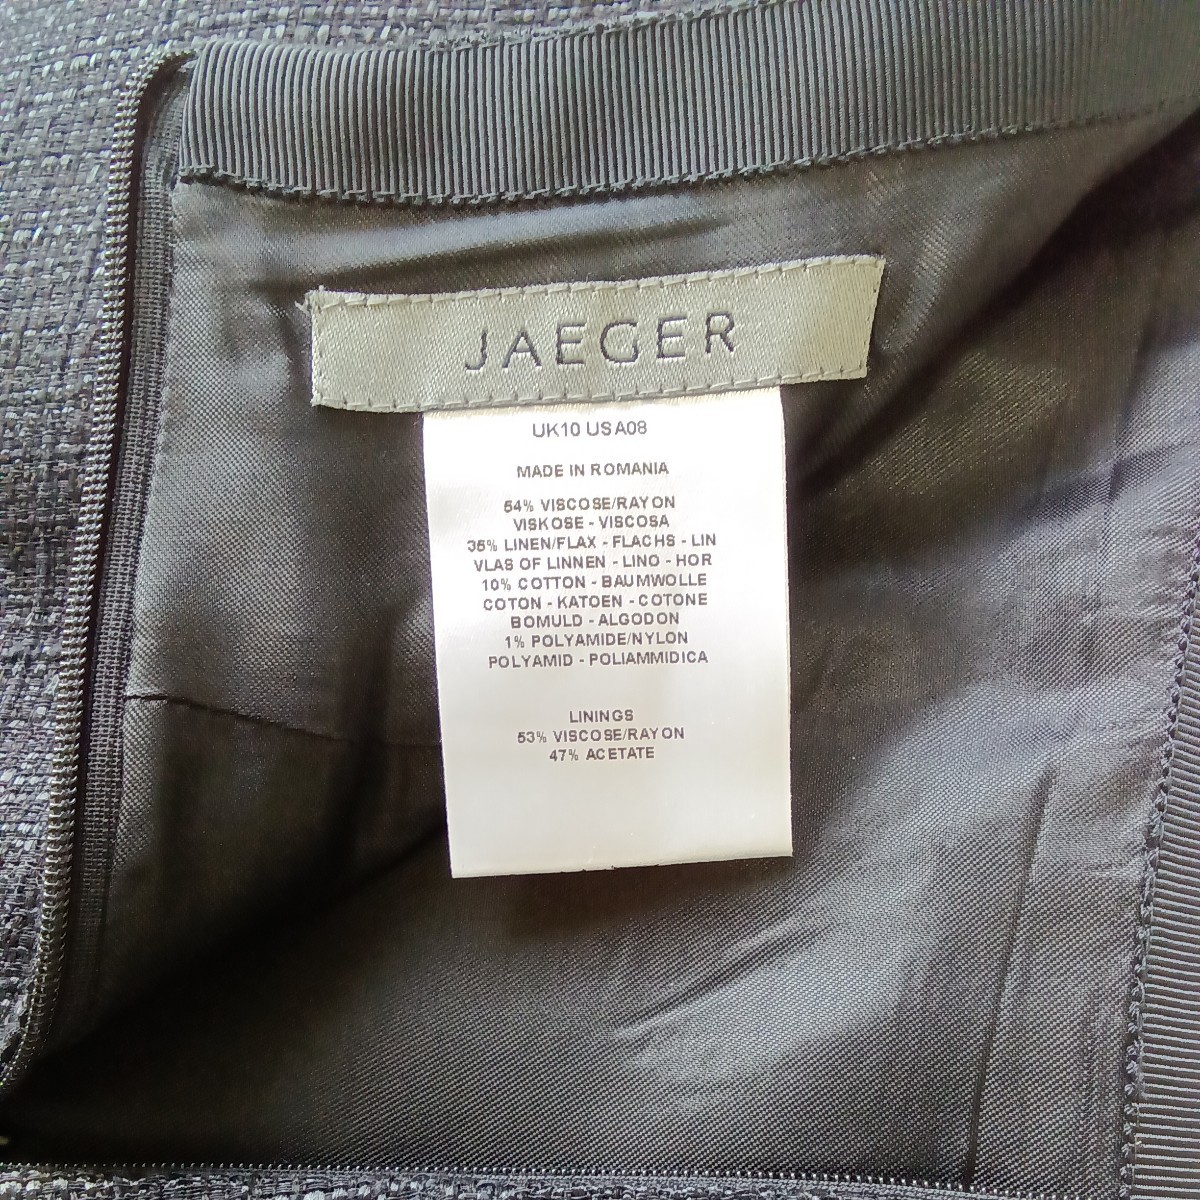 JAEGER
UK10 USA08
MADE IN ROMANIA
54% VISCOSE/RAYON
VISKOSE - VISCOSA
35% LINEN/FLAX - FLACHS - LIN
VLAS OF LINNEN - LINO - HOR
10% COTTON - BAUMWOLLE
COTON - KATOEN - COTONE
BOMULD - ALGODON
1% POLYAMIDE/NYLON
POLYAMID - POLIAMMIDICA
LININGS
53% VISCOSE/RAYON
47% ACETATE